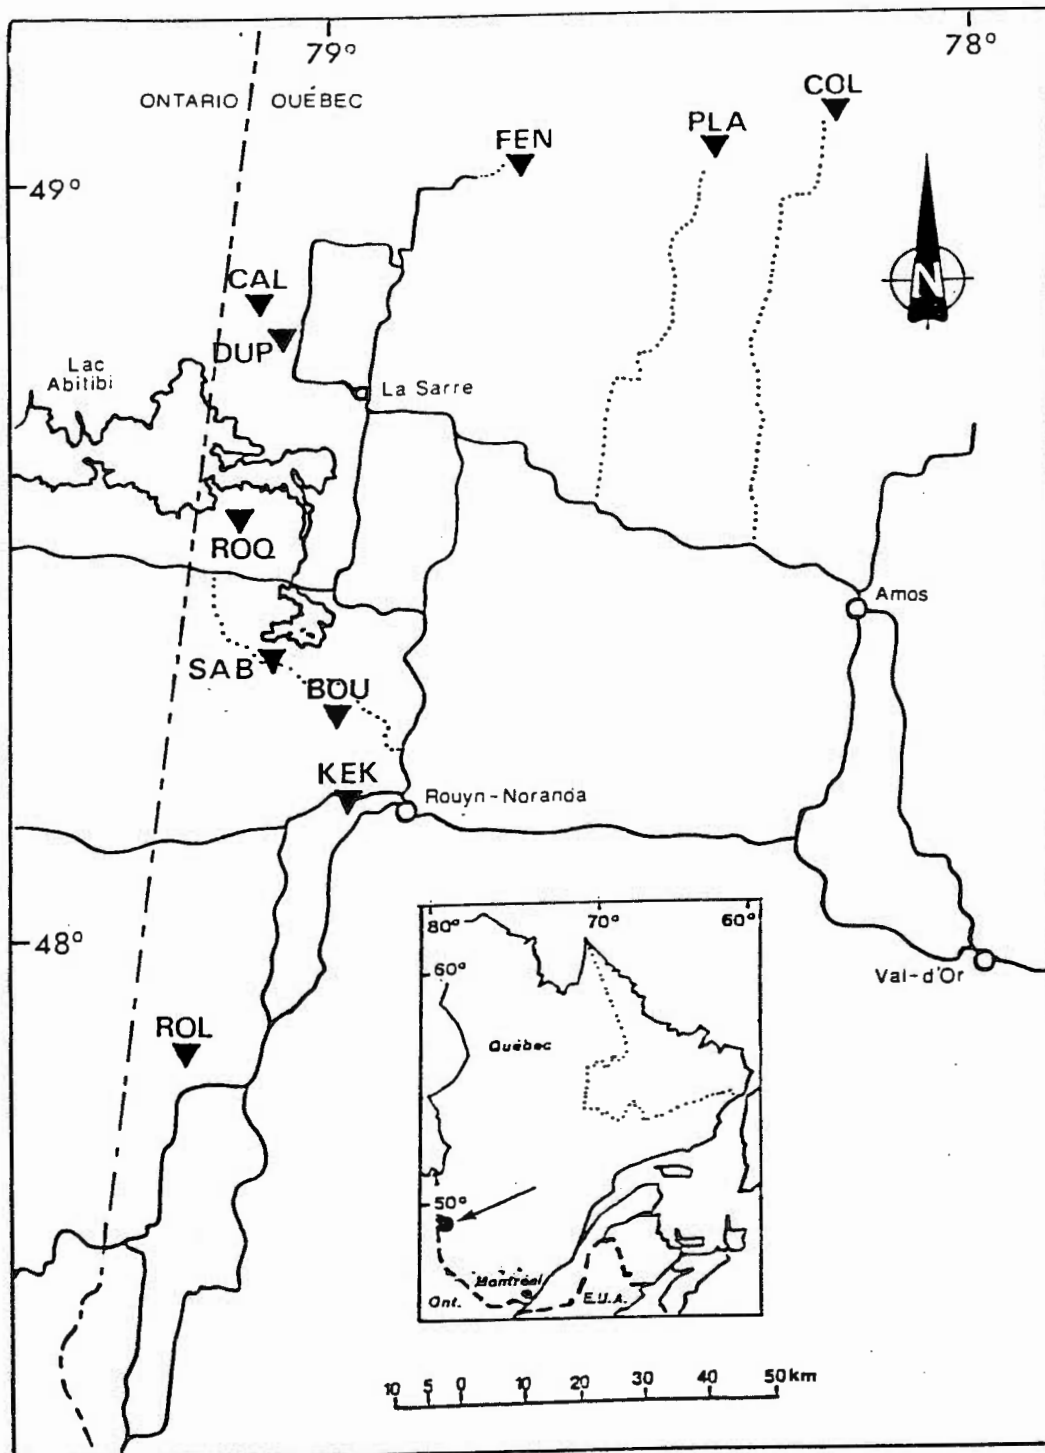 79° 78°
ONTARIO QUÉBEC
COL
PLA
FEN
49°
N
CAL
DUP
Lac
Abitibi
La Sarre
ROQ
Amos
SAB
BOU
KEK
Rouyn-Noranda
48°
Val-d'Or
ROL
80° 70° 60°
60°
Québec
50°
Montréal
Ont. E.U.A.
10 5 0 10 20 30 40 50 km